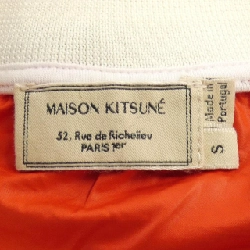 MAISON KITSUNÉ
52, Rue de Richelieu
PARIS 1er
Made in
Portugal
S